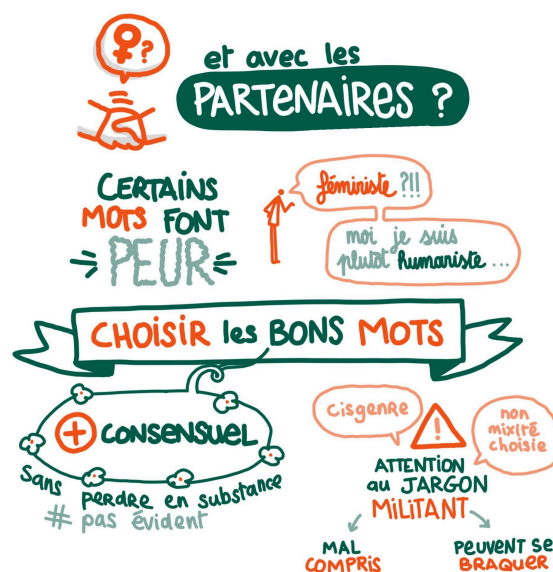 ?
et avec les
PARTENAIRES ?
CERTAINS
MOTS FONT
PEUR
féministe ?!!
moi je suis
plutot humaniste...
CHOISIR les BONS MOTS
+ CONSENSUEL
Sans perdre en substance
# pas évident
cisgenre
!
non
mixité
choisie
ATTENTION
au JARGON
MILITANT
MAL
COMPRIS
PEUVENT SE
BRAQUER